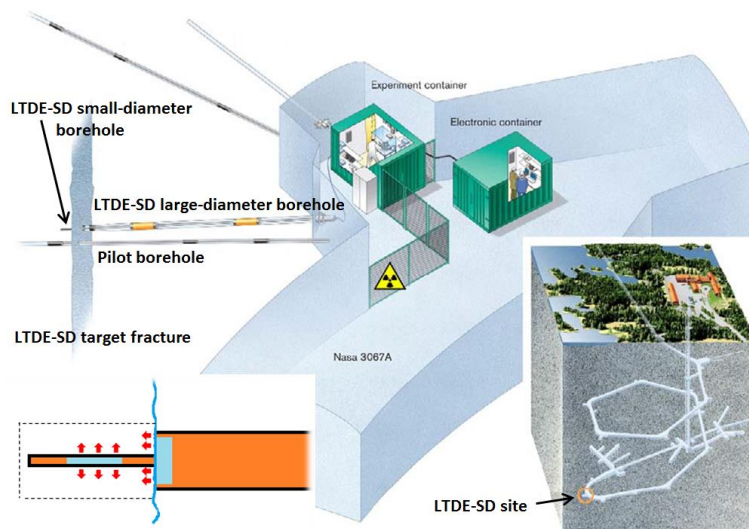 Experiment container
LTDE-SD small-diameter
borehole
Electronic container
LTDE-SD large-diameter borehole
Pilot borehole
LTDE-SD target fracture
Nasa 3067A
LTDE-SD site